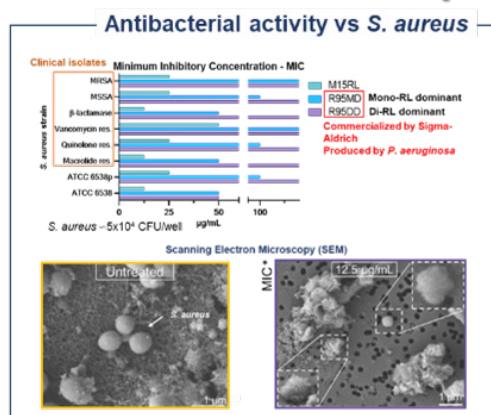 Antibacterial activity vs S. aureus
Clinical isolates
Minimum Inhibitory Concentration - MIC
S. aureus strain
MRSA
MSSA
β-lactamase
Vancomycin res.
Quinolone res.
Macrolide res.
ATCC 6538p
ATCC 6538
0 25 50 100
µg/mL
M15RL
R95MD Mono-RL dominant
R95DD Di-RL dominant
Commercialized by Sigma-
Aldrich
Produced by P. aeruginosa
S. aureus ~5x10⁴ CFU/well
Scanning Electron Microscopy (SEM)
Untreated
S. aureus
1 µm
MIC*
12.5 µg/mL
1 µm